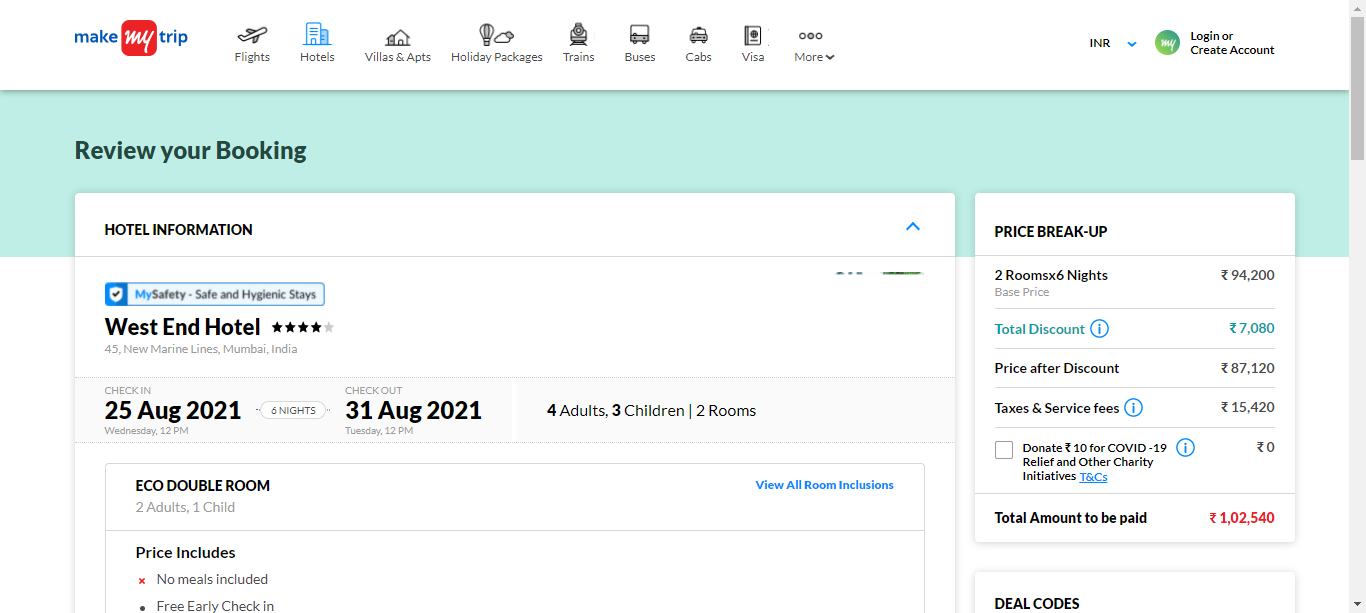 make my trip
Flights
Hotels
Villas & Apts
Holiday Packages
Trains
Buses
Cabs
Visa
More
INR
my
Login or
Create Account
Review your Booking
HOTEL INFORMATION
MySafety - Safe and Hygienic Stays
West End Hotel
45, New Marine Lines, Mumbai, India
CHECK IN
25 Aug 2021
Wednesday, 12 PM
6 NIGHTS
CHECK OUT
31 Aug 2021
Tuesday, 12 PM
4 Adults, 3 Children | 2 Rooms
ECO DOUBLE ROOM
View All Room Inclusions
2 Adults, 1 Child
Price Includes
No meals included
Free Early Check in
PRICE BREAK-UP
2 Roomsx6 Nights ₹ 94,200
Base Price
Total Discount i ₹ 7,080
Price after Discount ₹ 87,120
Taxes & Service fees i ₹ 15,420
Donate ₹ 10 for COVID -19 i ₹ 0
Relief and Other Charity
Initiatives T&Cs
Total Amount to be paid ₹ 1,02,540
DEAL CODES